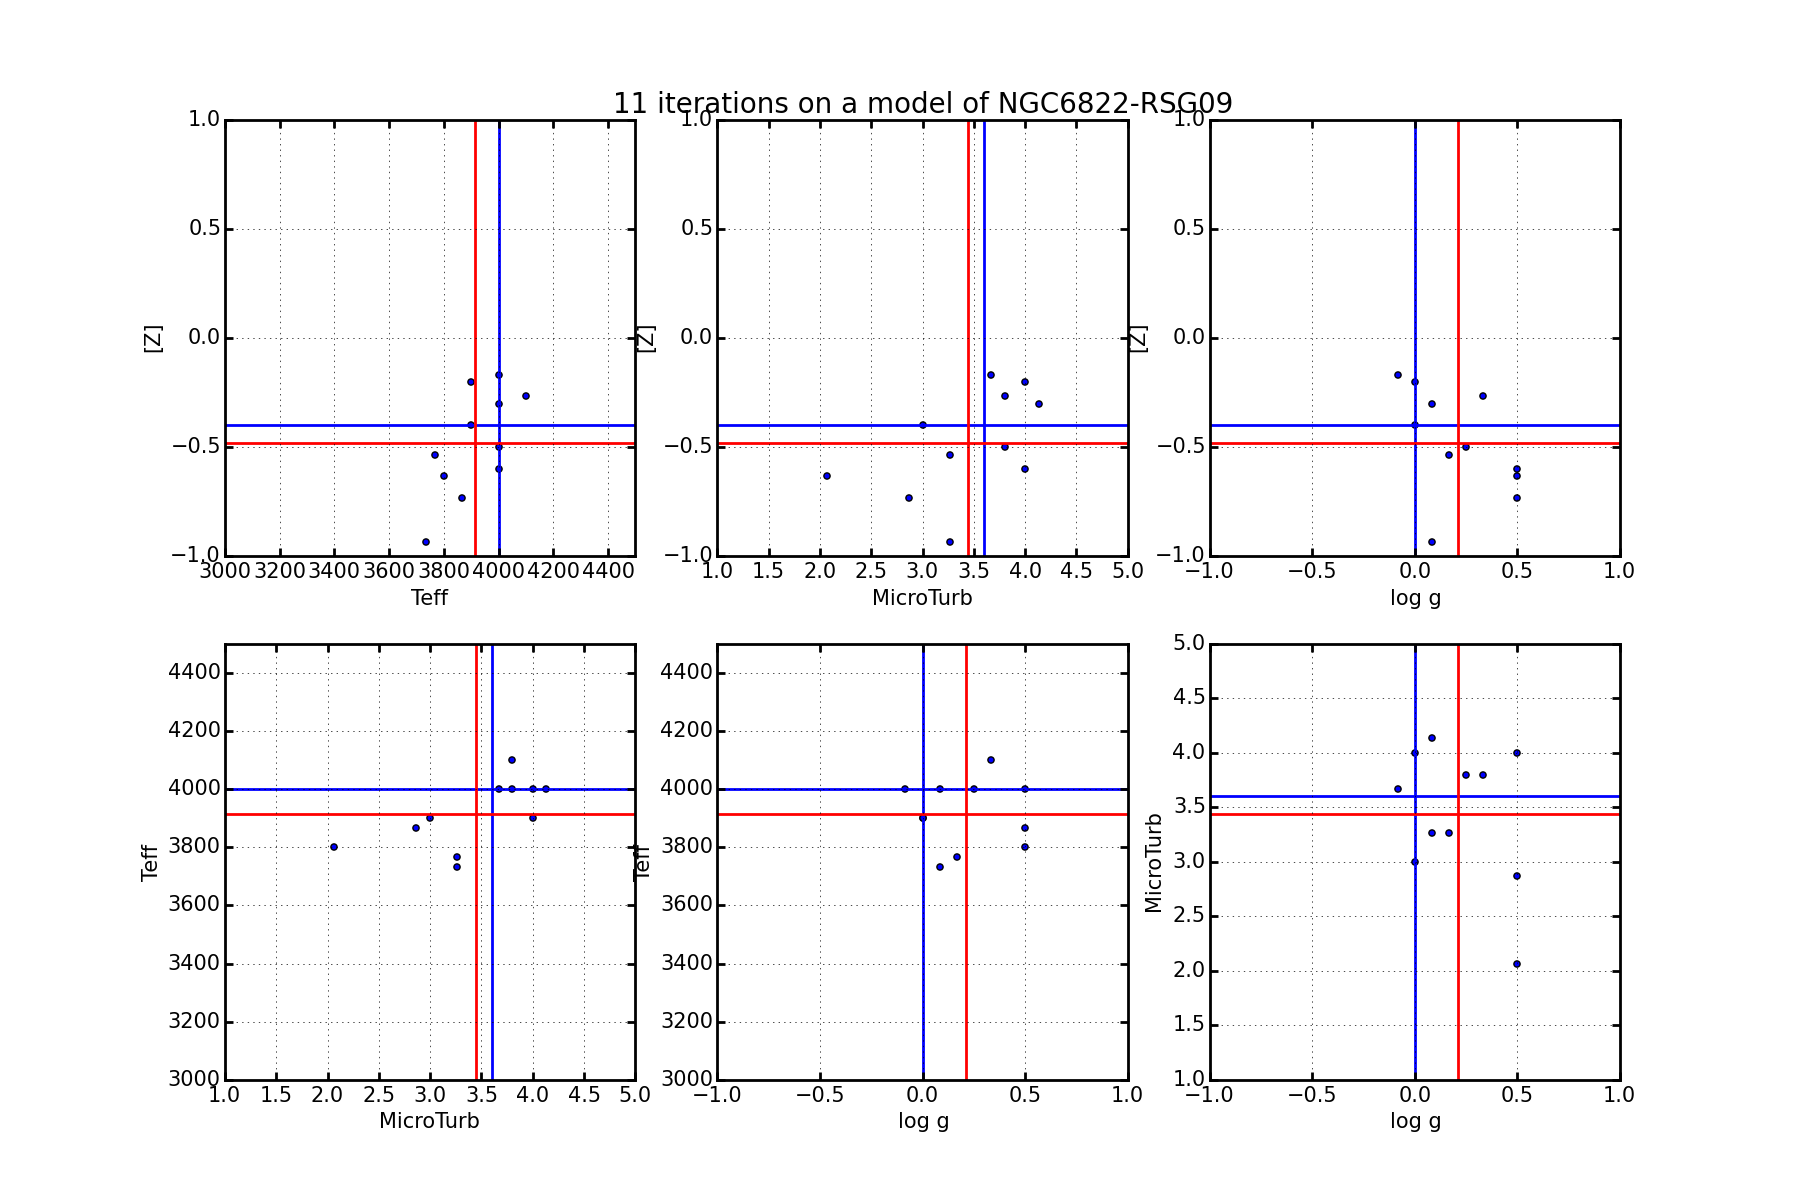 11 iterations on a model of NGC6822-RSG09
1.0 1.0 1.0
0.5 0.5 0.5
0.0 0.0 0.0
[Z] [Z] [Z]
−0.5 −0.5 −0.5
−1.0 −1.0 −1.0
3000 3200 3400 3600 3800 4000 4200 4400 1.0 1.5 2.0 2.5 3.0 3.5 4.0 4.5 5.0 −1.0 −0.5 0.0 0.5 1.0
Teff MicroTurb log g
5.0
4400 4400 4.5
4200 4200 4.0
4000 4000 3.5
3800 3800 3.0
Teff Teff MicroTurb
3600 3600 2.5
3400 3400 2.0
3200 3200 1.5
3000 3000 1.0
1.0 1.5 2.0 2.5 3.0 3.5 4.0 4.5 5.0 −1.0 −0.5 0.0 0.5 1.0 −1.0 −0.5 0.0 0.5 1.0
MicroTurb log g log g